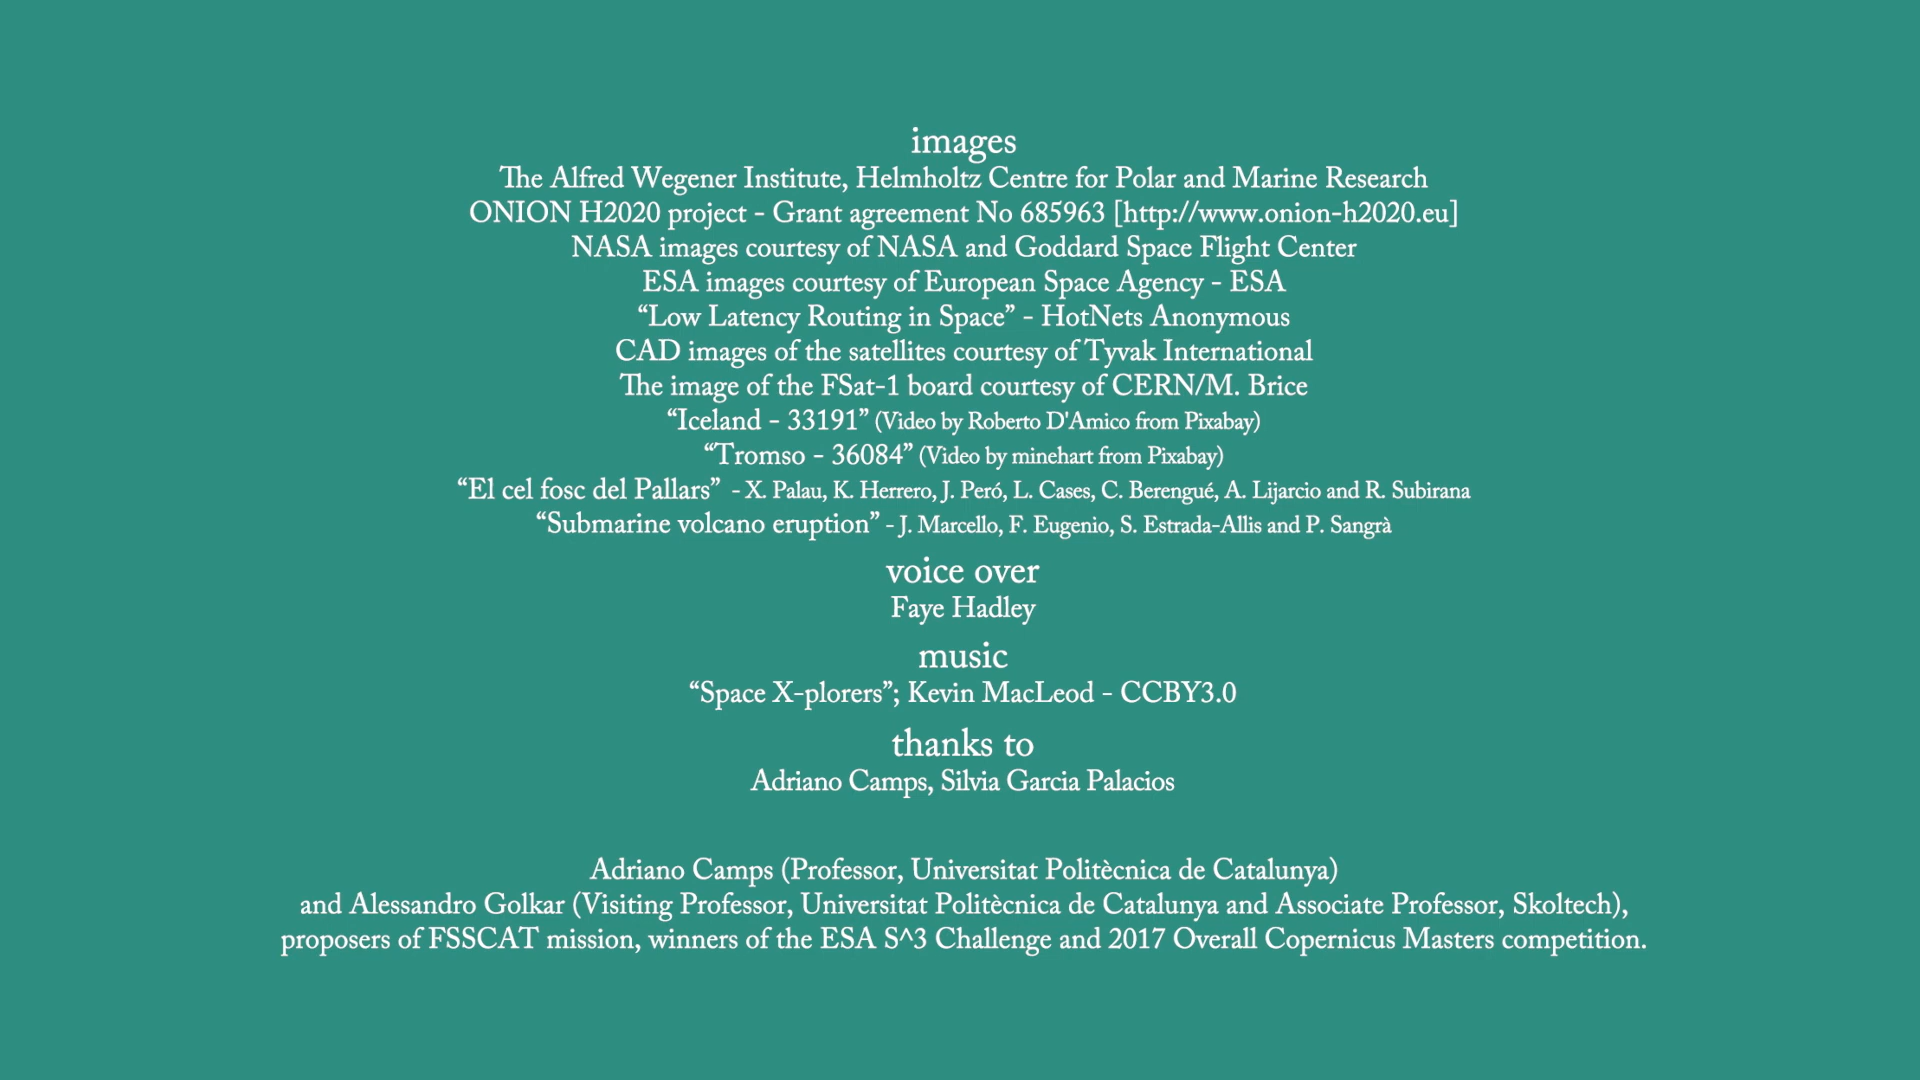 images
The Alfred Wegener Institute, Helmholtz Centre for Polar and Marine Research
ONION H2020 project - Grant agreement No 685963 [http://www.onion-h2020.eu]
NASA images courtesy of NASA and Goddard Space Flight Center
ESA images courtesy of European Space Agency - ESA
“Low Latency Routing in Space” - HotNets Anonymous
CAD images of the satellites courtesy of Tyvak International
The image of the FSat-1 board courtesy of CERN/M. Brice
“Iceland - 33191” (Video by Roberto D'Amico from Pixabay)
“Tromso - 36084” (Video by minehart from Pixabay)
“El cel fosc del Pallars” - X. Palau, K. Herrero, J. Peró, L. Cases, C. Berengué, A. Lijarcio and R. Subirana
“Submarine volcano eruption” - J. Marcello, F. Eugenio, S. Estrada-Allis and P. Sangrà
voice over
Faye Hadley
music
“Space X-plorers”; Kevin MacLeod - CCBY3.0
thanks to
Adriano Camps, Silvia Garcia Palacios
Adriano Camps (Professor, Universitat Politècnica de Catalunya)
and Alessandro Golkar (Visiting Professor, Universitat Politècnica de Catalunya and Associate Professor, Skoltech),
proposers of FSSCAT mission, winners of the ESA S^3 Challenge and 2017 Overall Copernicus Masters competition.